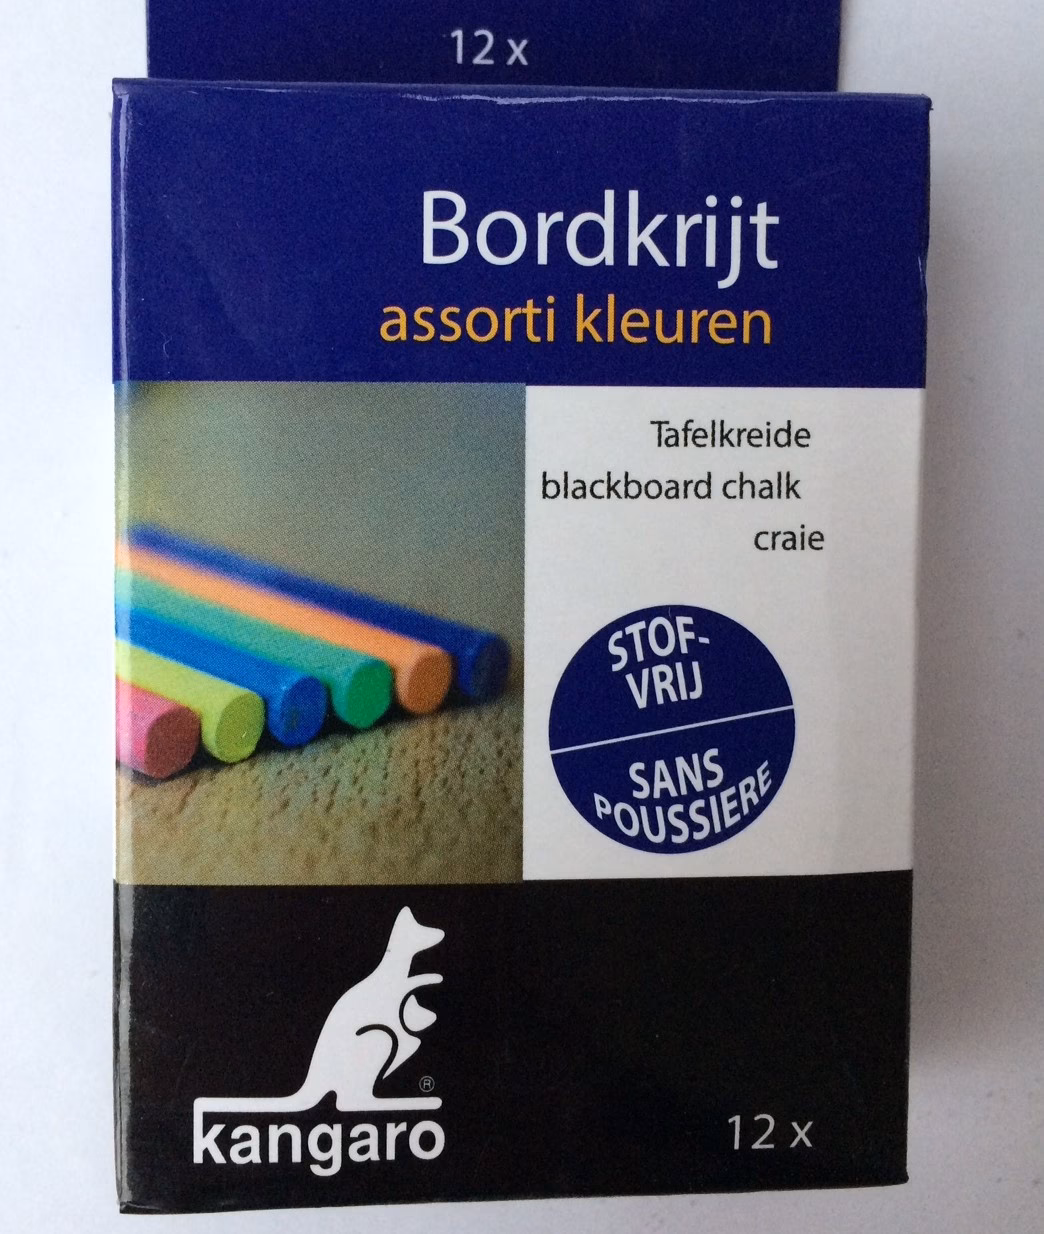 12 x
Bordkrijt
assorti kleuren
Tafelkreide
blackboard chalk
craie
STOF-
VRIJ
SANS
POUSSIERE
®
kangaro
12 x